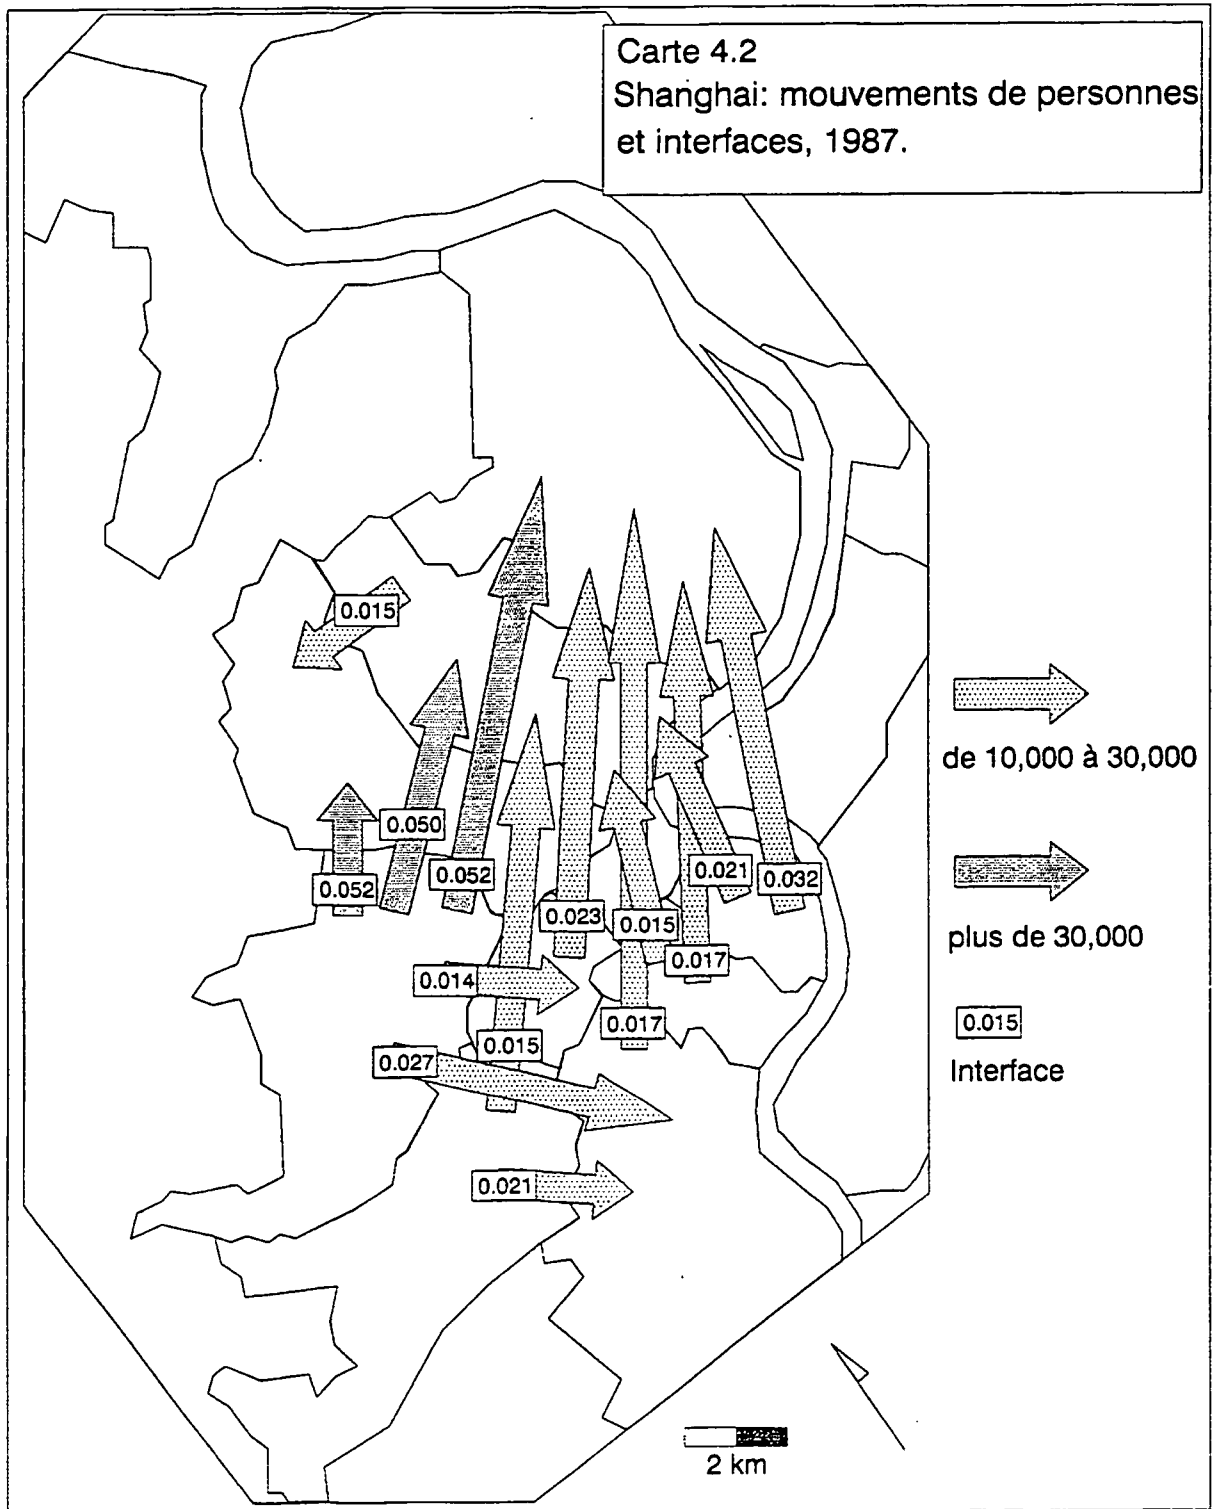 Carte 4.2
Shanghai: mouvements de personnes
et interfaces, 1987.
0.015
0.050
0.052
0.052
0.021
0.032
0.023
0.015
0.017
0.014
0.017
0.015
0.027
0.021
de 10,000 à 30,000
plus de 30,000
0.015
Interface
2 km